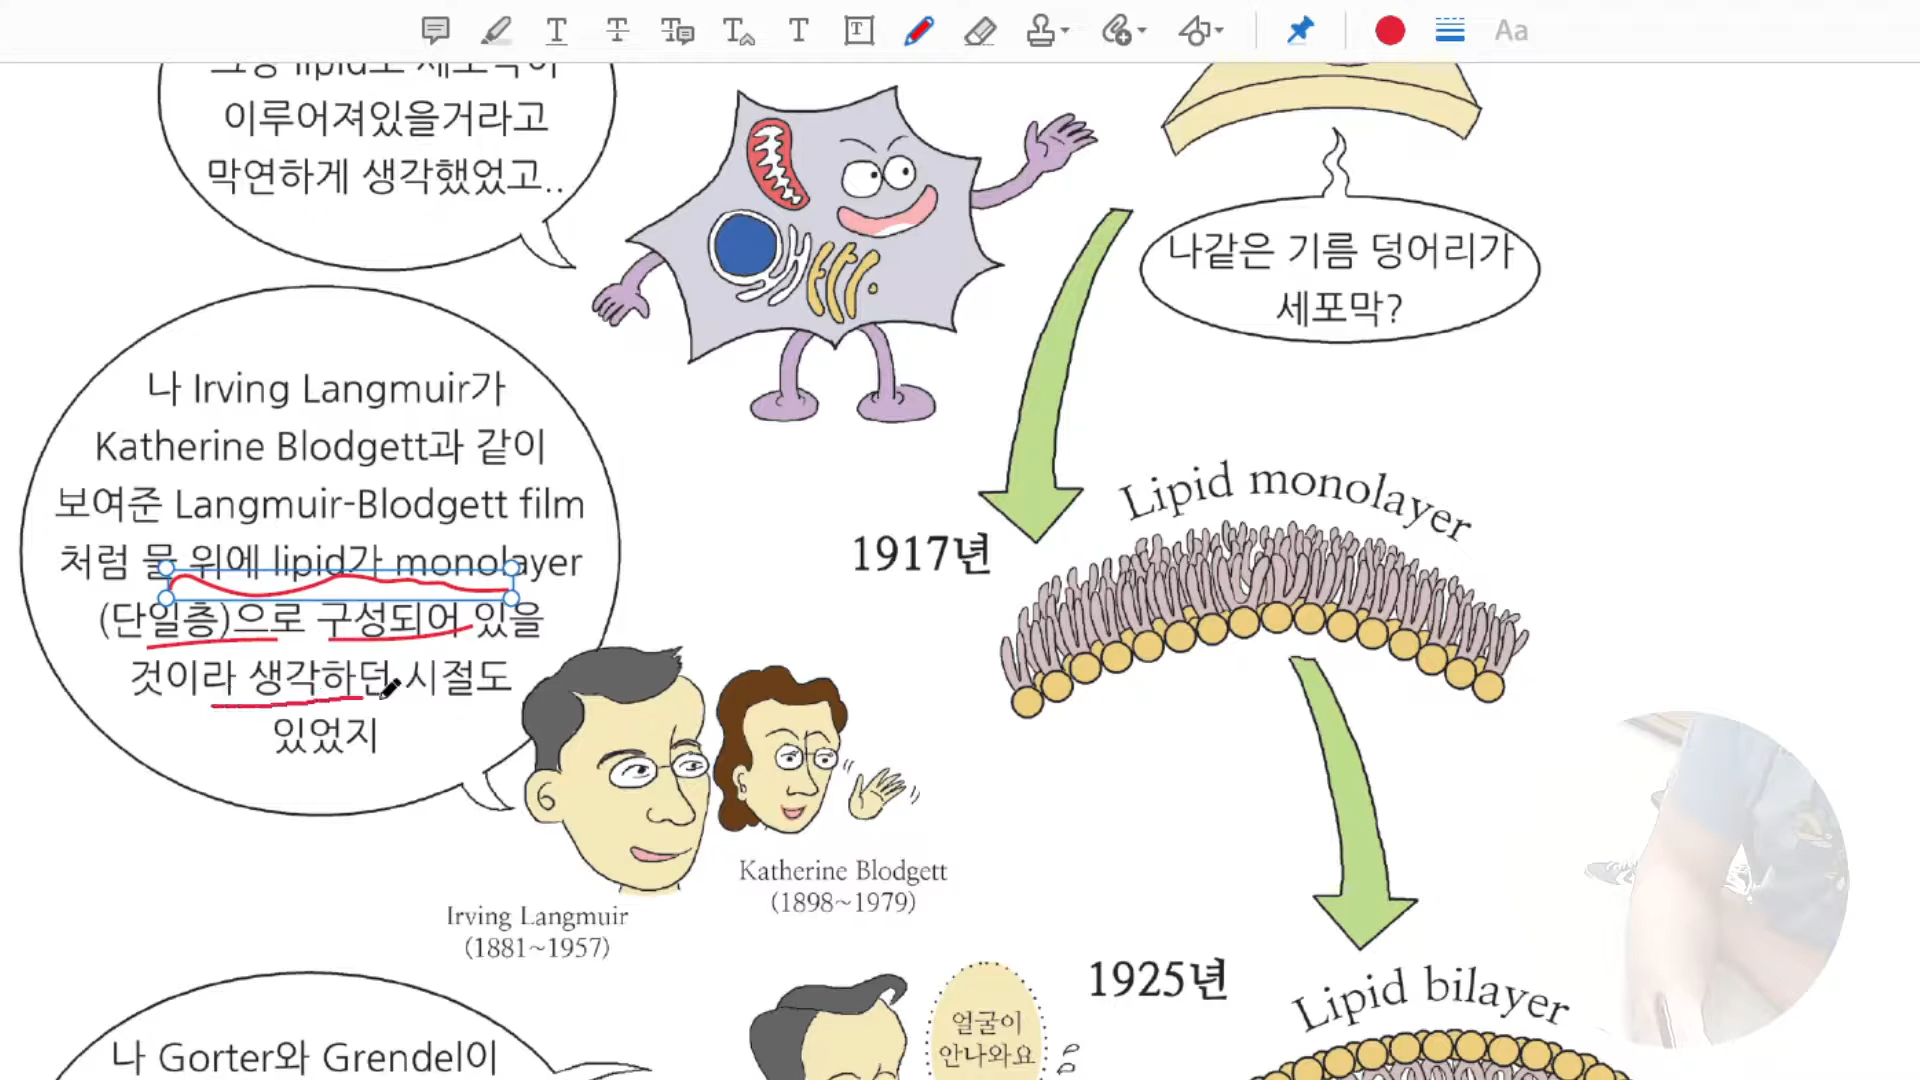 Aa
이루어져있을거라고
막연하게 생각했었고..
나같은 기름 덩어리가
세포막?
나 Irving Langmuir가
Katherine Blodgett과 같이
보여준 Langmuir-Blodgett film
처럼 물 위에 lipid가 monolayer
(단일층)으로 구성되어 있을
것이라 생각하던 시절도
있었지
1917년
Lipid monolayer
Katherine Blodgett
(1898~1979)
Irving Langmuir
(1881~1957)
1925년
Lipid bilayer
얼굴이
안나와요
나 Gorter와 Grendel이